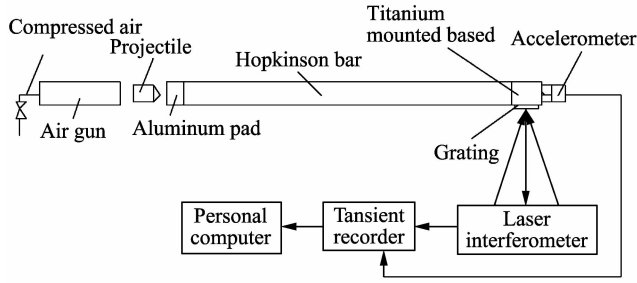 Compressed air
Projectile
Hopkinson bar
Titanium
mounted based
Accelerometer
Air gun
Aluminum pad
Grating
Personal
computer
Tansient
recorder
Laser
interferometer